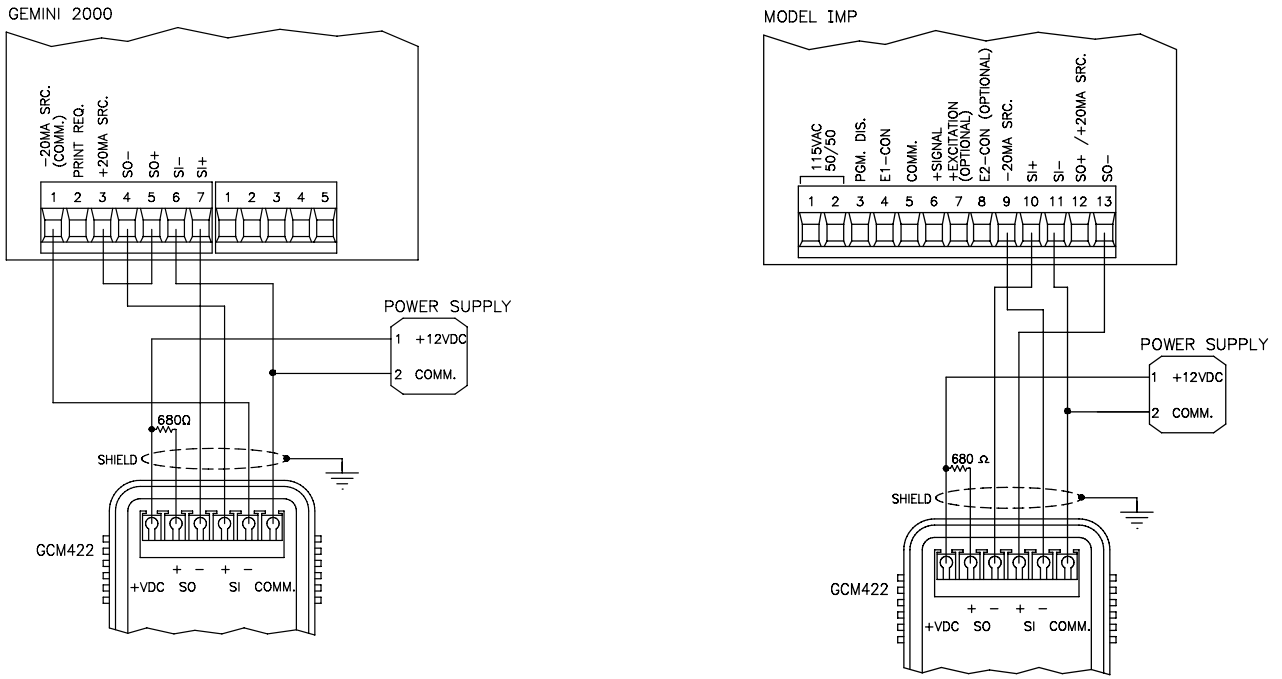 GEMINI 2000
-20MA SRC.
(COMM.)
PRINT REQ.
+20MA SRC.
SO-
SO+
SI-
SI+
1 2 3 4 5 6 7 1 2 3 4 5
POWER SUPPLY
1 +12VDC
2 COMM.
680Ω
SHIELD
GCM422
+ - + -
+VDC SO SI COMM.
MODEL IMP
115VAC
50/50
PGM. DIS.
E1-CON
COMM.
+SIGNAL
+EXCITATION
(OPTIONAL)
E2-CON (OPTIONAL)
-20MA SRC.
SI+
SI-
SO+ /+20MA SRC.
SO-
1 2 3 4 5 6 7 8 9 10 11 12 13
POWER SUPPLY
1 +12VDC
2 COMM.
680 Ω
SHIELD
GCM422
+ - + -
+VDC SO SI COMM.